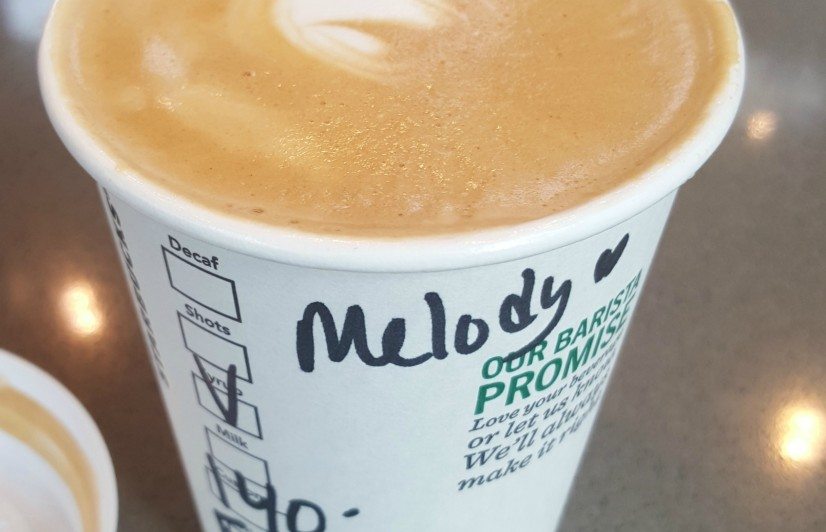 Decaf
Shots
Milk
Melody
OUR BARISTA
PROMISE
Love your
or let us know
We'll always
make it right